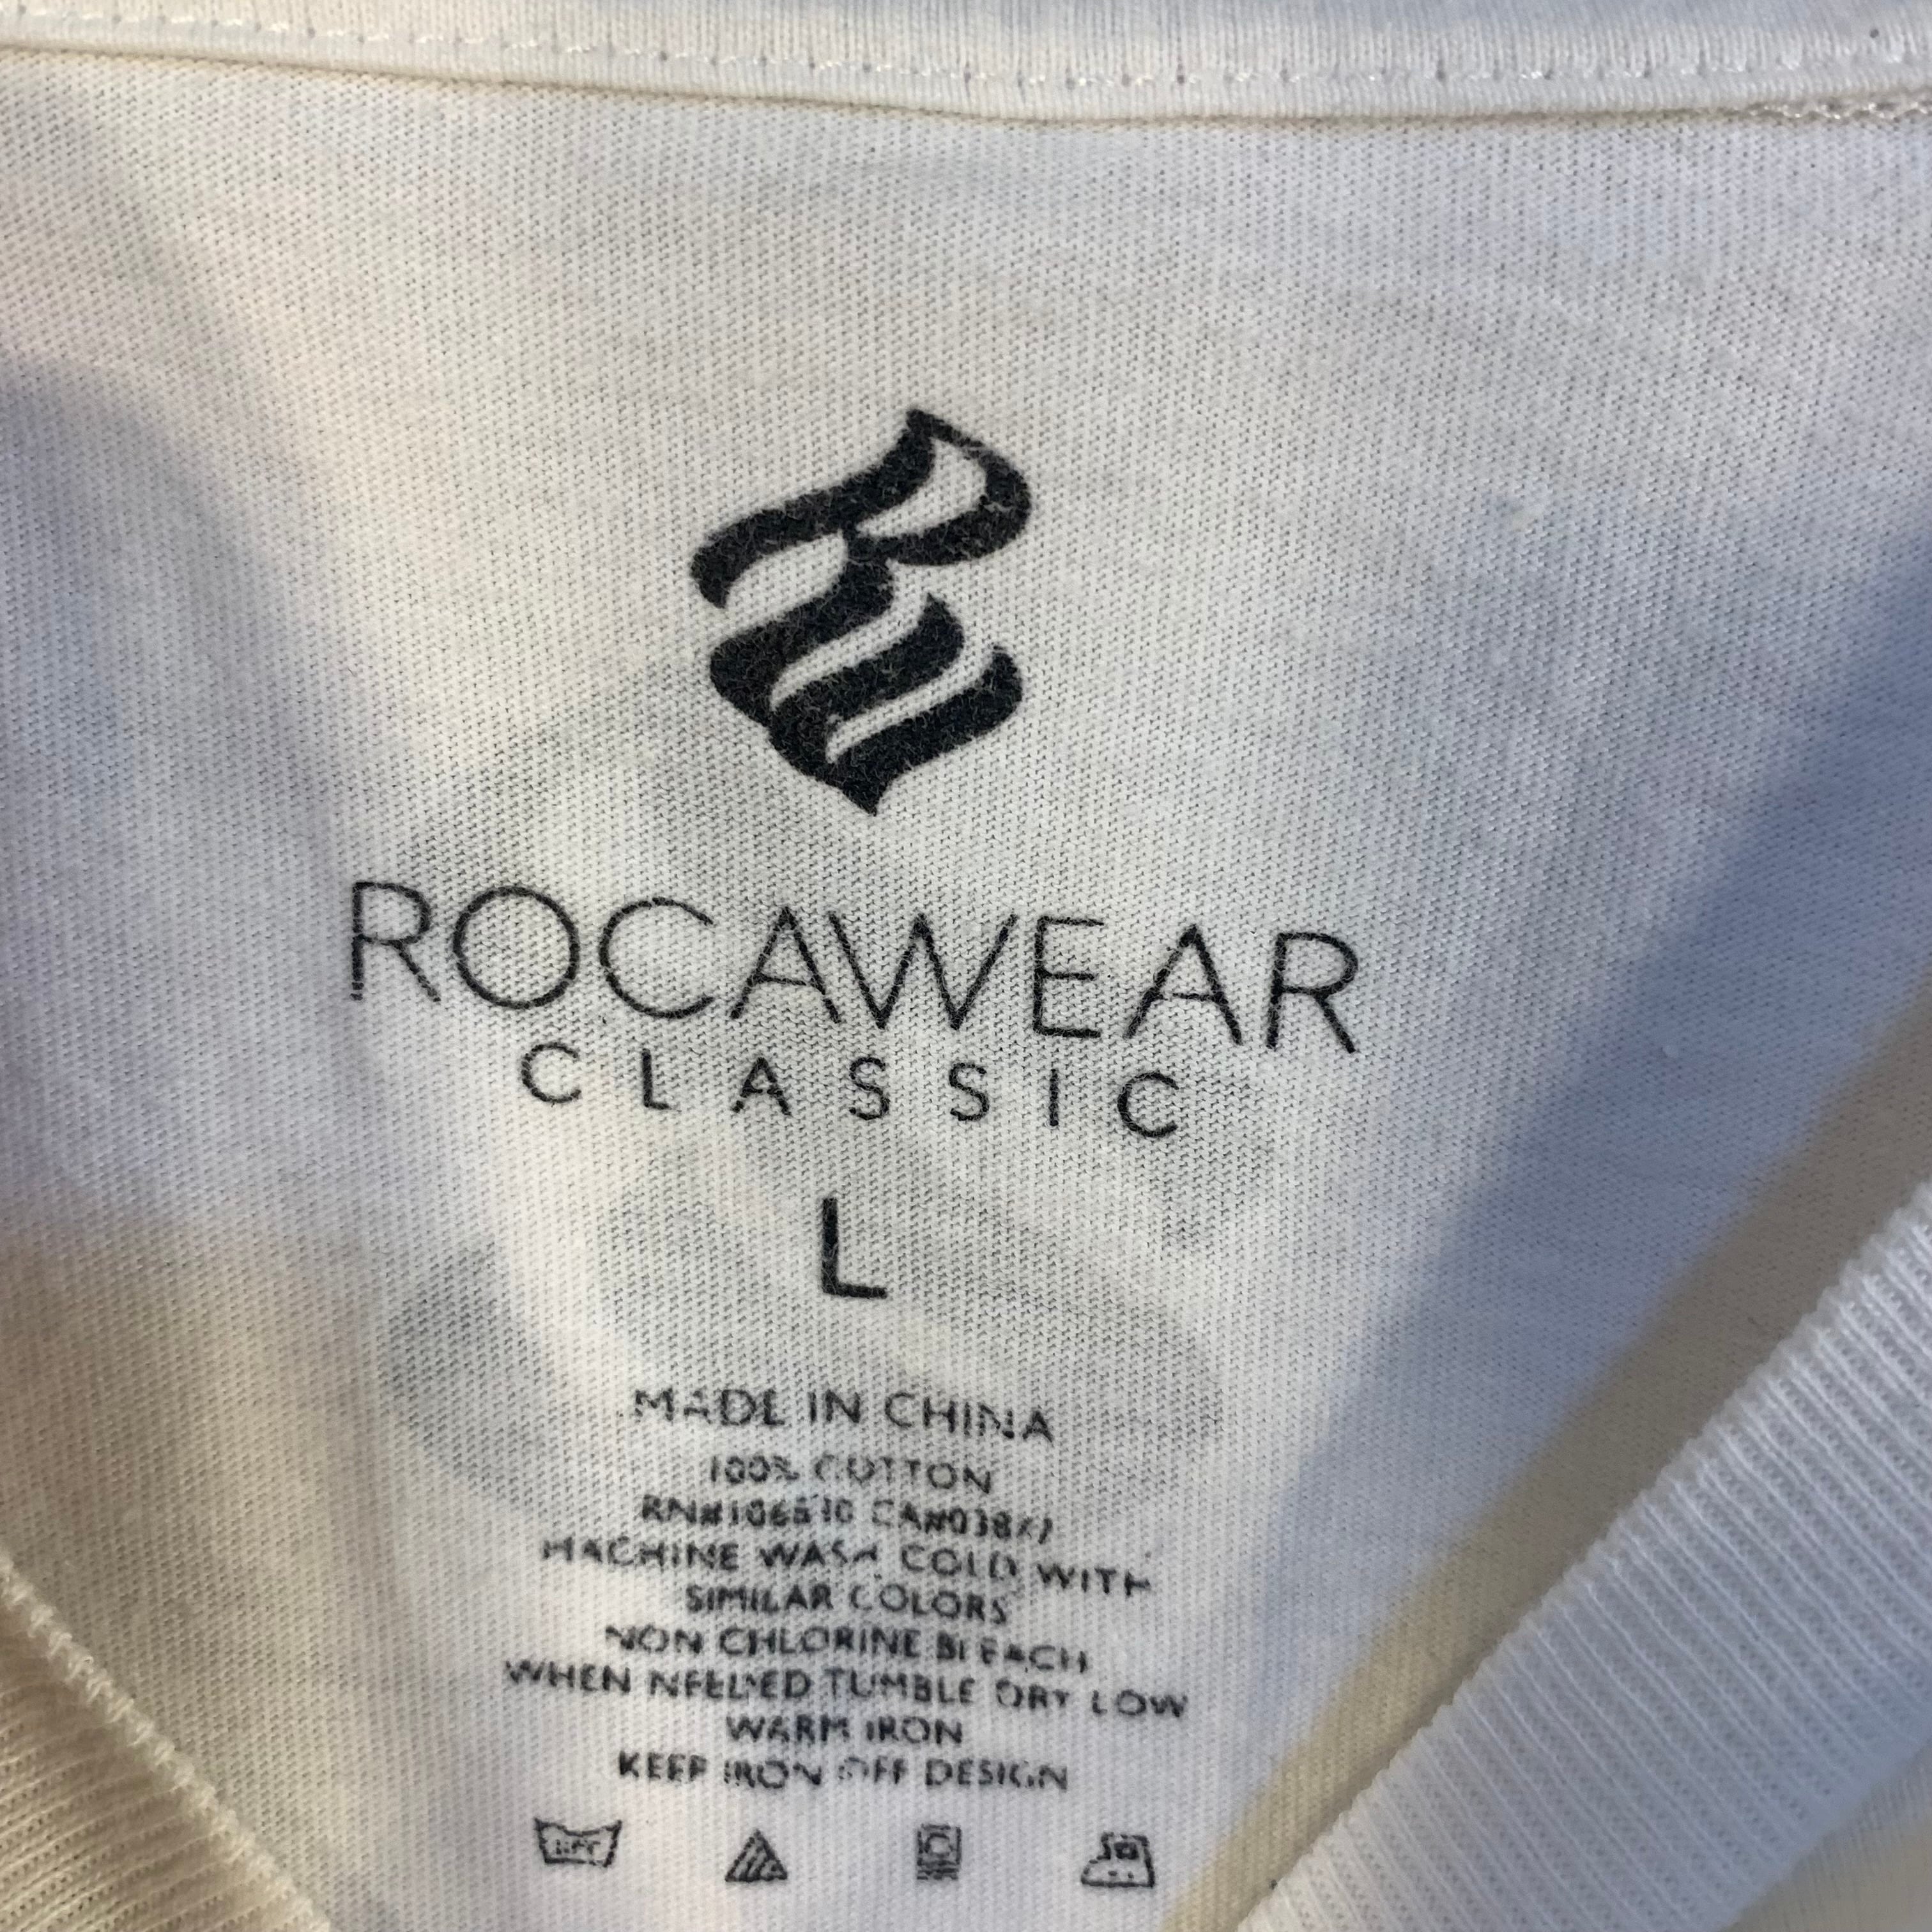 ROCAWEAR
CLASSIC
L
MADE IN CHINA
100% COTTON
MACHINE WASH COLD WITH
SIMILAR COLORS
NON CHLORINE BLEACH
WHEN NEEDED TUMBLE DRY LOW
WARM IRON
KEEP IRON OFF DESIGN